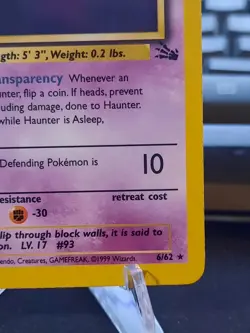 gth: 5' 3", Weight: 0.2 lbs.
nsparency Whenever an
nter, flip a coin. If heads, prevent
uding damage, done to Haunter.
while Haunter is Asleep,
Defending Pokémon is
10
esistance
retreat cost
-30
lip through block walls, it is said to
on. LV. 17 #93
endo, Creatures, GAMEFREAK. ©1999 Wizards.
6/62 ★